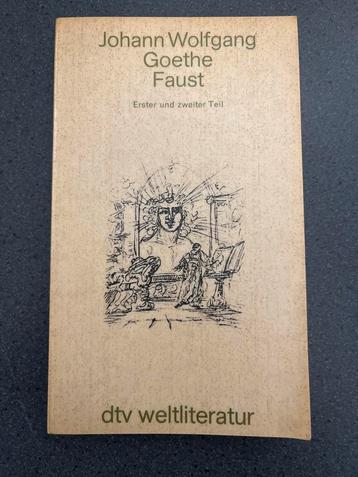 Johann Wolfgang
Goethe
Faust
Erster und zweiter Teil
dtv weltliteratur